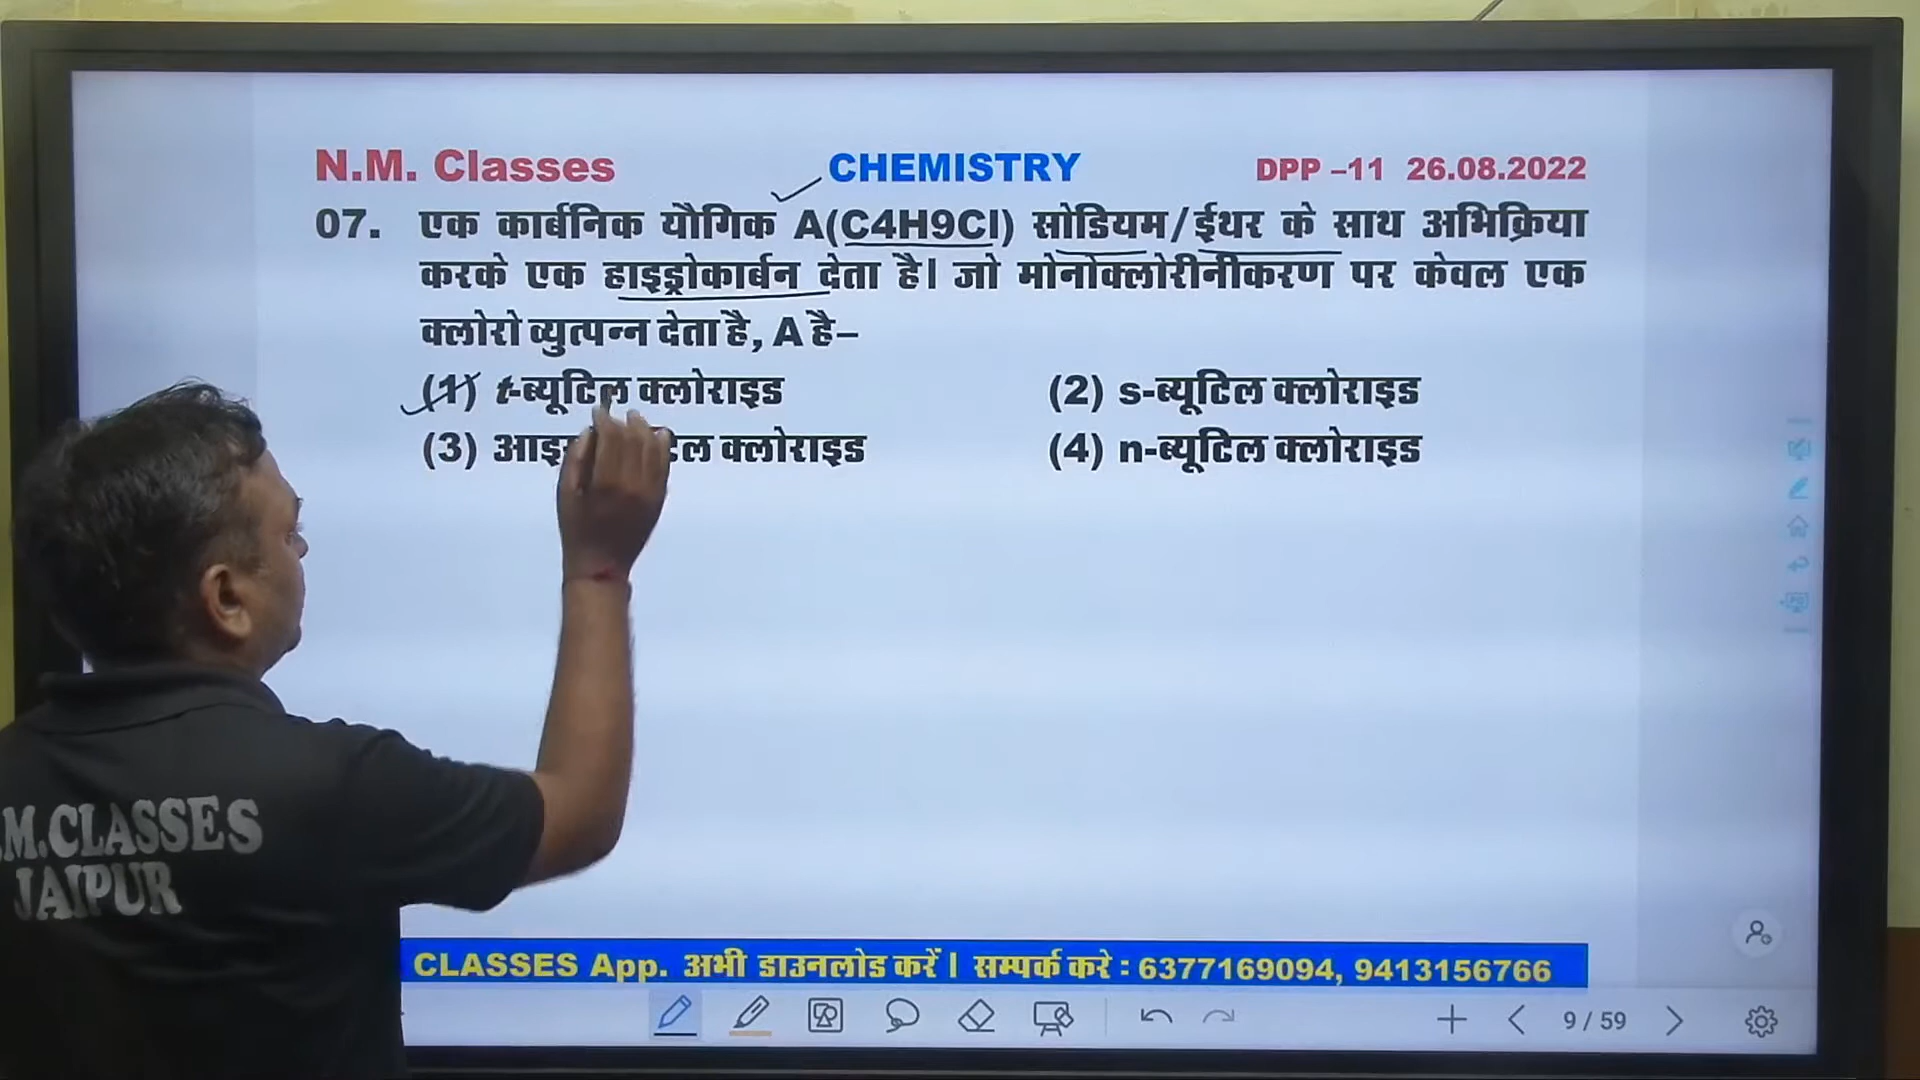 N.M. Classes CHEMISTRY DPP –11 26.08.2022
07. एक कार्बनिक यौगिक A(C4H9Cl) सोडियम/ईथर के साथ अभिक्रिया
करके एक हाइड्रोकार्बन देता है। जो मोनोक्लोरीनीकरण पर केवल एक
क्लोरो व्युत्पन्न देता है, A है–
(1) t-ब्यूटिल क्लोराइड (2) s-ब्यूटिल क्लोराइड
(3) क्लोराइड (4) n-ब्यूटिल क्लोराइड
M.CLASSES
JAIPUR
CLASSES App. अभी डाउनलोड करें। सम्पर्क करे : 6377169094, 9413156766
9 / 59